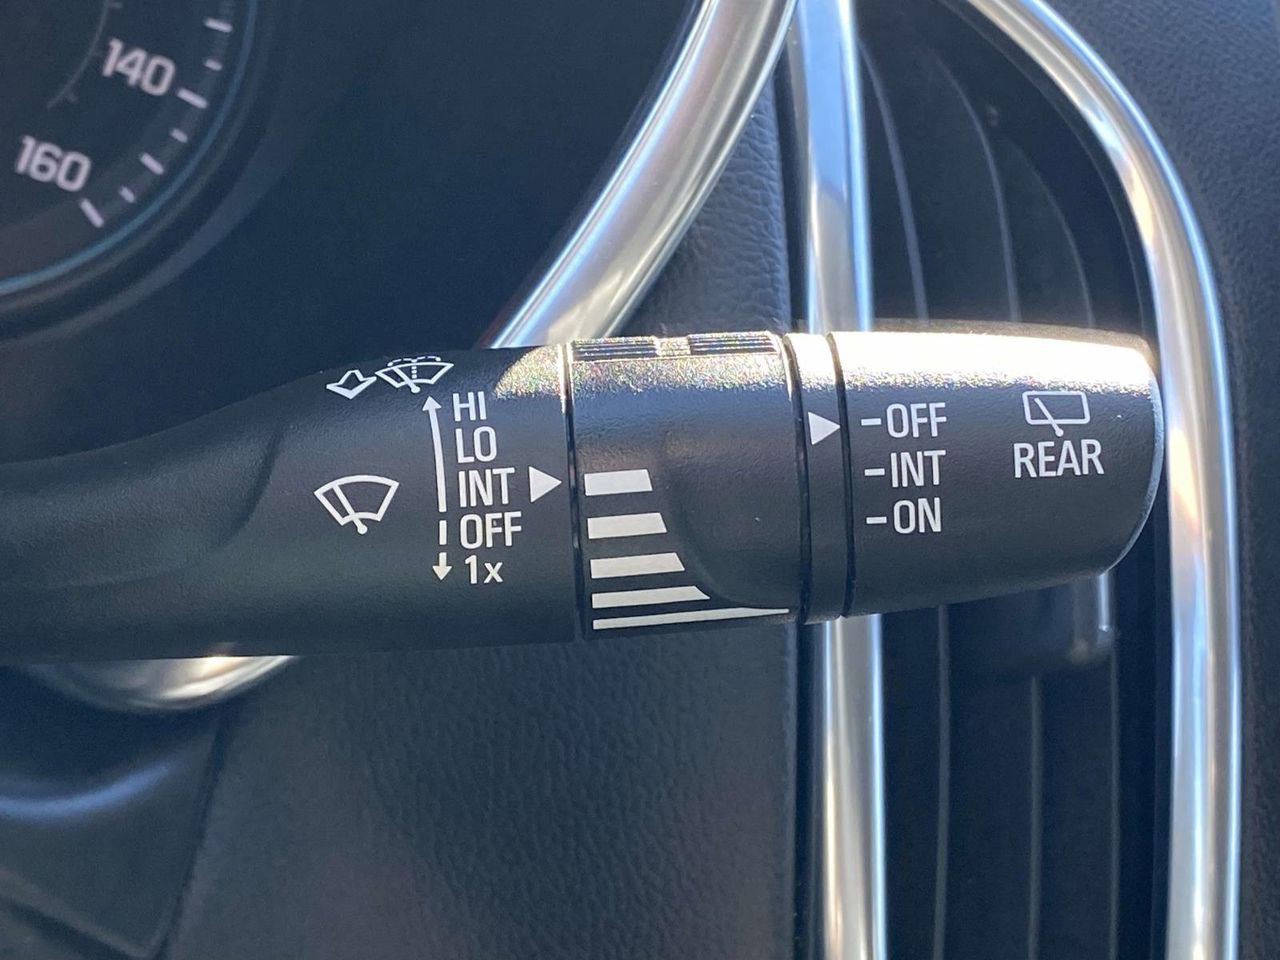 140
160
HI
LO
INT
OFF
1x
-OFF
-INT
-ON
REAR